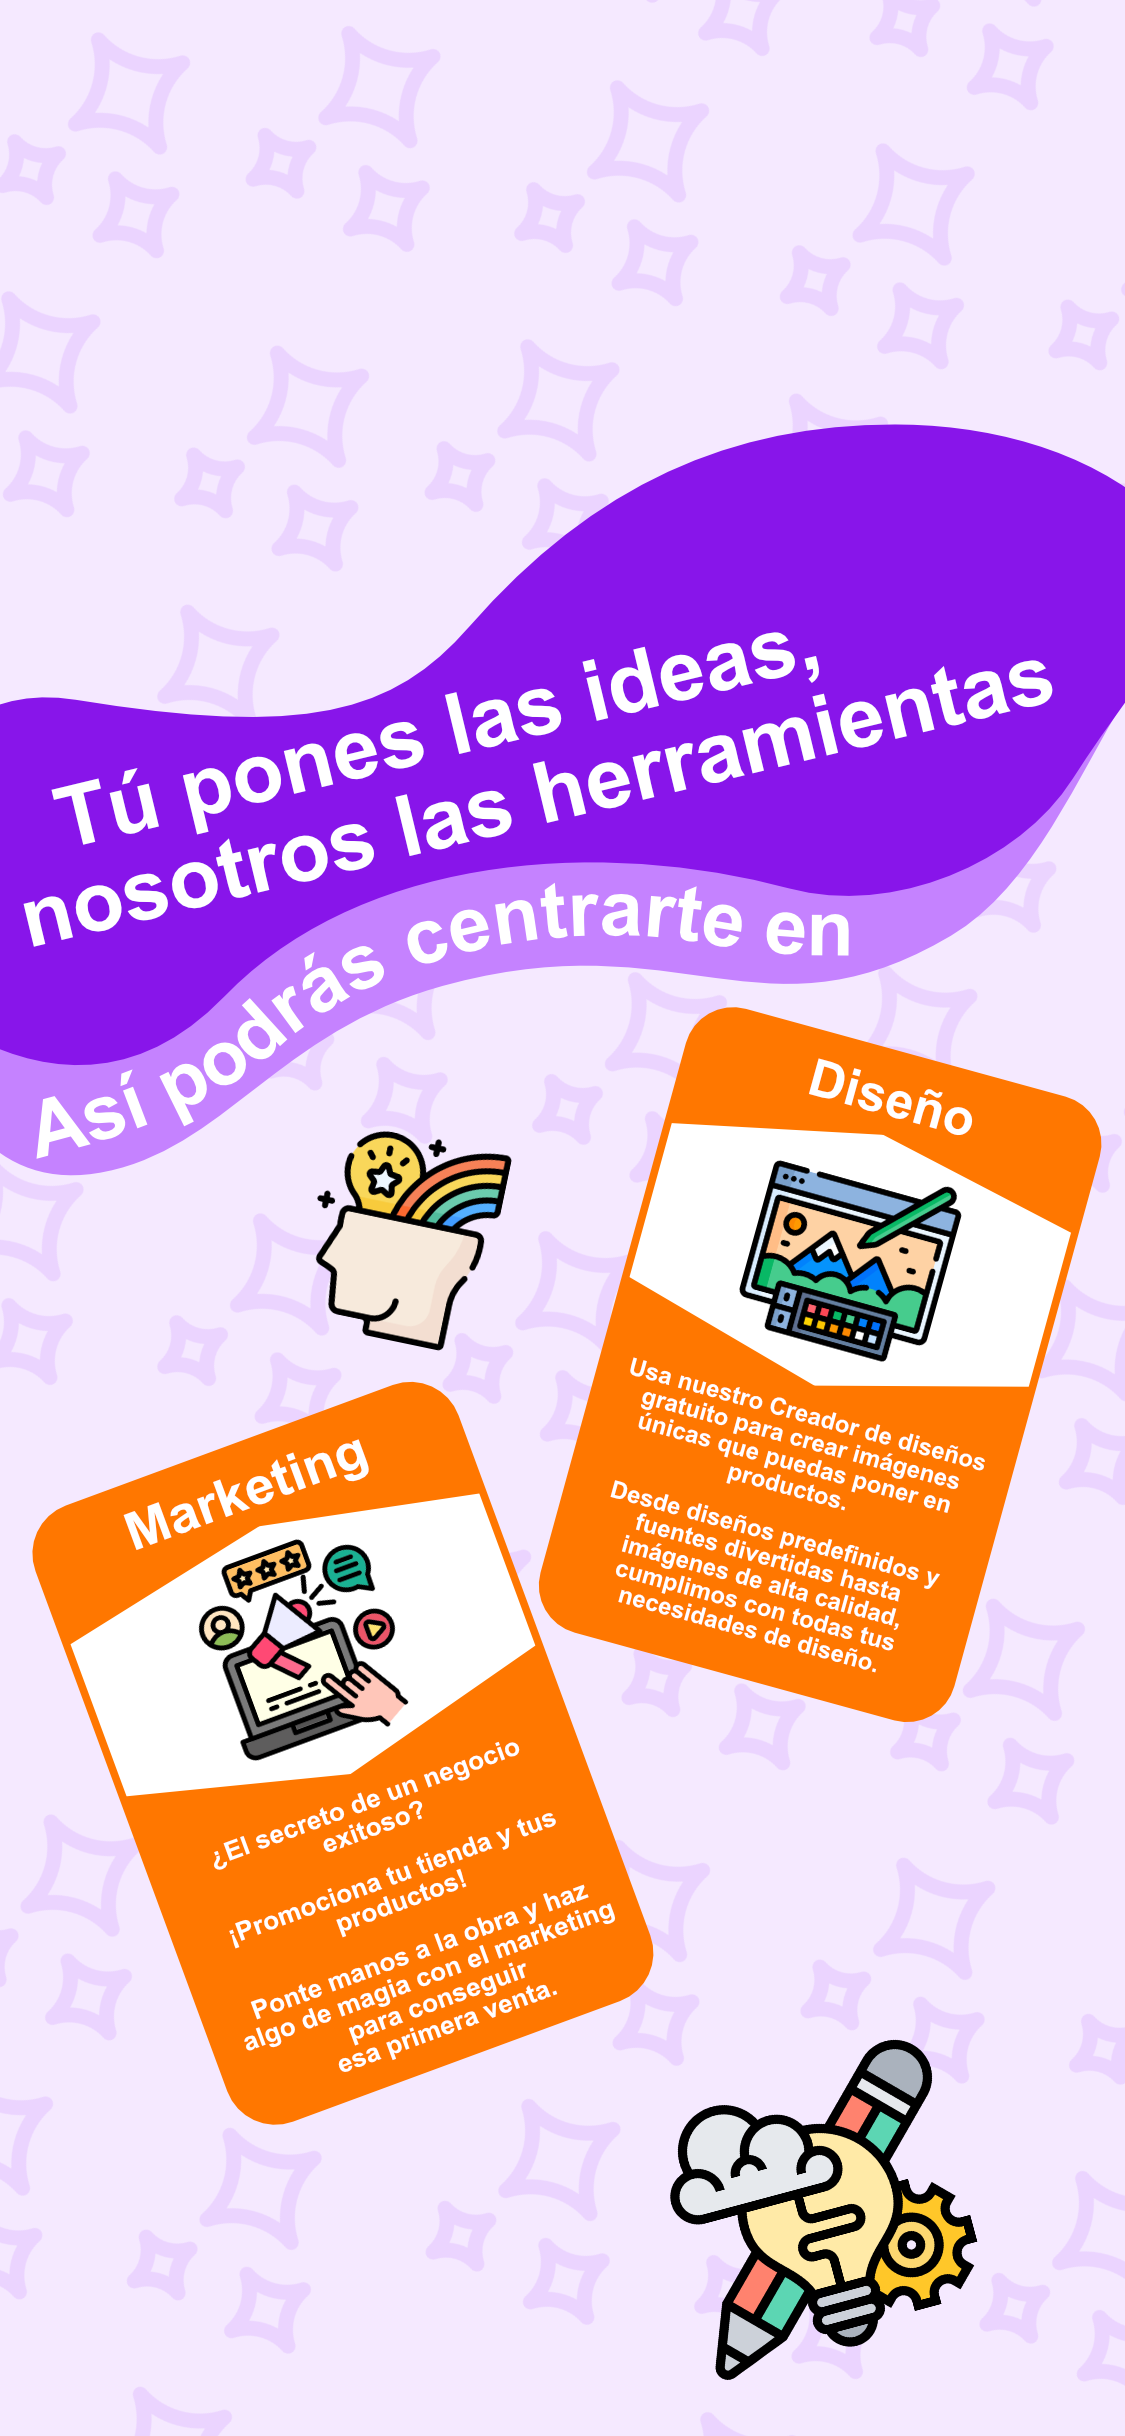 Tú pones las ideas,
nosotros las herramientas
Así podrás centrarte en
Diseño
Usa nuestro Creador de diseños
gratuito para crear imágenes
únicas que puedas poner en
productos.
Desde diseños predefinidos y
fuentes divertidas hasta
imágenes de alta calidad,
cumplimos con todas tus
necesidades de diseño.
Marketing
¿El secreto de un negocio
exitoso?
¡Promociona tu tienda y tus
productos!
Ponte manos a la obra y haz
algo de magia con el marketing
para conseguir
esa primera venta.